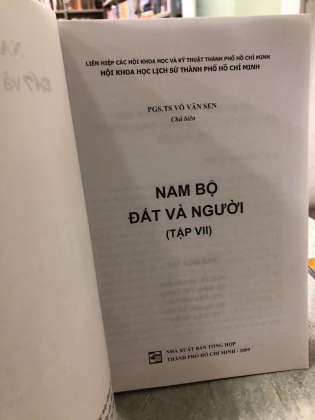 LIÊN HIỆP CÁC HỘI KHOA HỌC VÀ KỸ THUẬT THÀNH PHỐ HỒ CHÍ MINH
HỘI KHOA HỌC LỊCH SỬ THÀNH PHỐ HỒ CHÍ MINH
PGS.TS VÕ VĂN SEN
Chủ biên
NAM BỘ
ĐẤT VÀ NGƯỜI
(TẬP VII)
NHÀ XUẤT BẢN TỔNG HỢP
THÀNH PHỐ HỒ CHÍ MINH - 2009